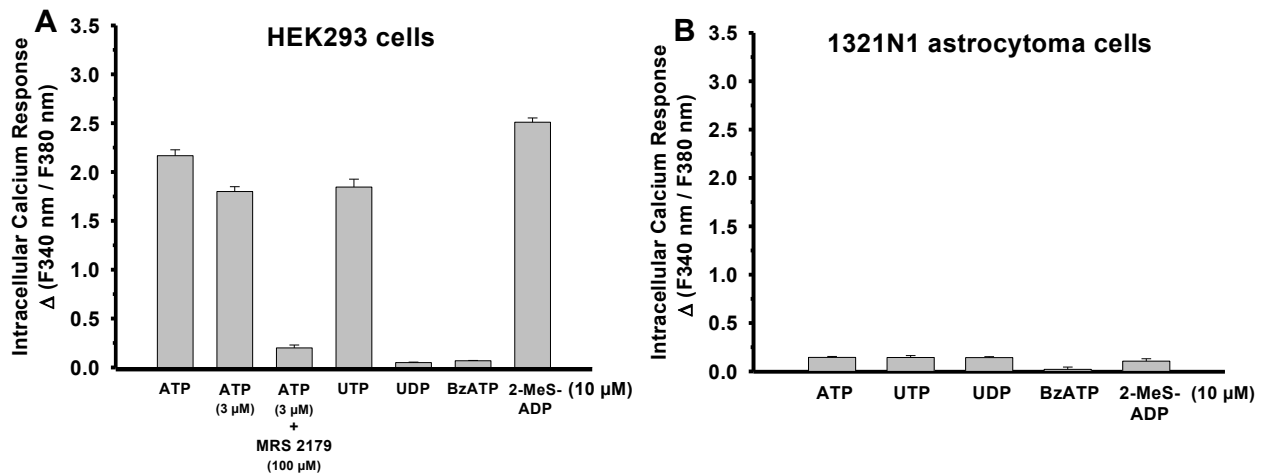 A
HEK293 cells
Intracellular Calcium Response
Δ (F340 nm / F380 nm)
3.5
3.0
2.5
2.0
1.5
1.0
0.5
0.0
ATP
ATP
(3 µM)
ATP
(3 µM)
+
MRS 2179
(100 µM)
UTP
UDP
BzATP
2-MeS-
ADP
(10 µM)
B
1321N1 astrocytoma cells
Intracellular Calcium Response
Δ (F340 nm / F380 nm)
3.5
3.0
2.5
2.0
1.5
1.0
0.5
0.0
ATP
UTP
UDP
BzATP
2-MeS-
ADP
(10 µM)